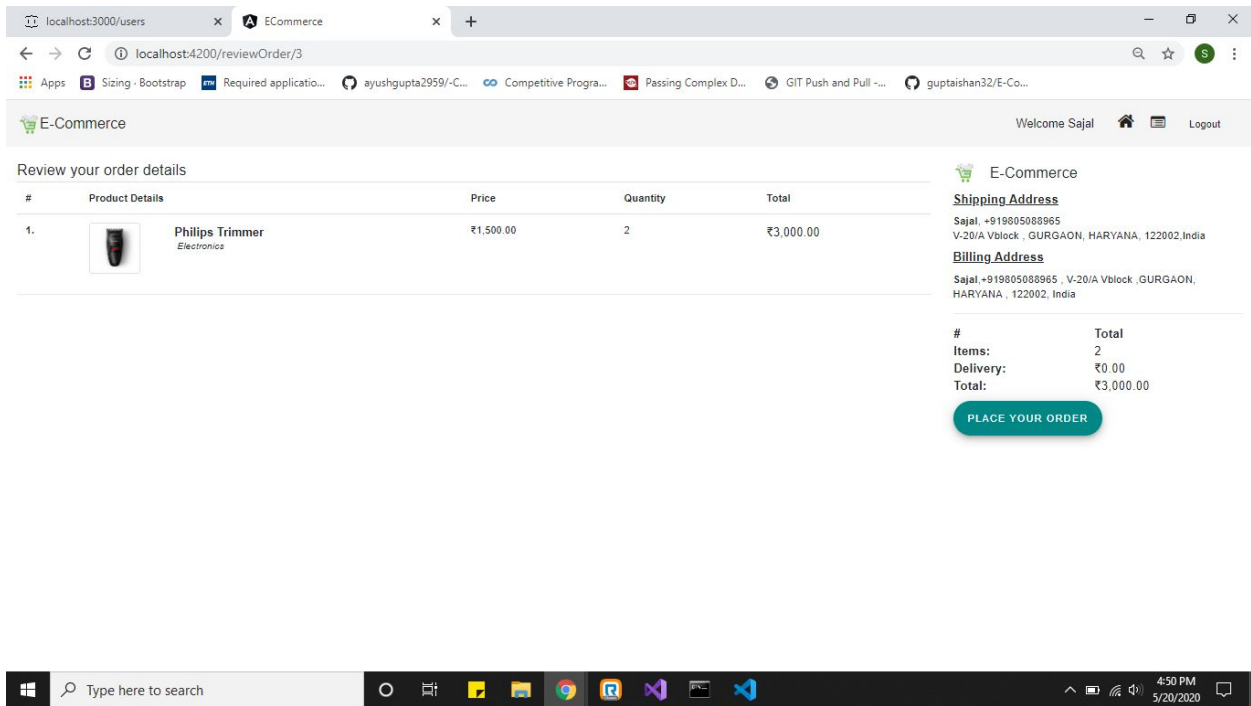 localhost:3000/users
ECommerce
localhost:4200/reviewOrder/3
S
Apps
B Sizing · Bootstrap
Required applicatio...
ayushgupta2959/-C...
Competitive Progra...
Passing Complex D...
GIT Push and Pull -...
guptaishan32/E-Co...
E-Commerce
Welcome Sajal
Logout
Review your order details
# Product Details Price Quantity Total
1. Philips Trimmer ₹1,500.00 2 ₹3,000.00
Electronics
E-Commerce
Shipping Address
Sajal, +919805088965
V-20/A Vblock , GURGAON, HARYANA, 122002,India
Billing Address
Sajal,+919805088965 , V-20/A Vblock ,GURGAON,
HARYANA , 122002, India
# Total
Items: 2
Delivery: ₹0.00
Total: ₹3,000.00
PLACE YOUR ORDER
Type here to search
4:50 PM
5/20/2020